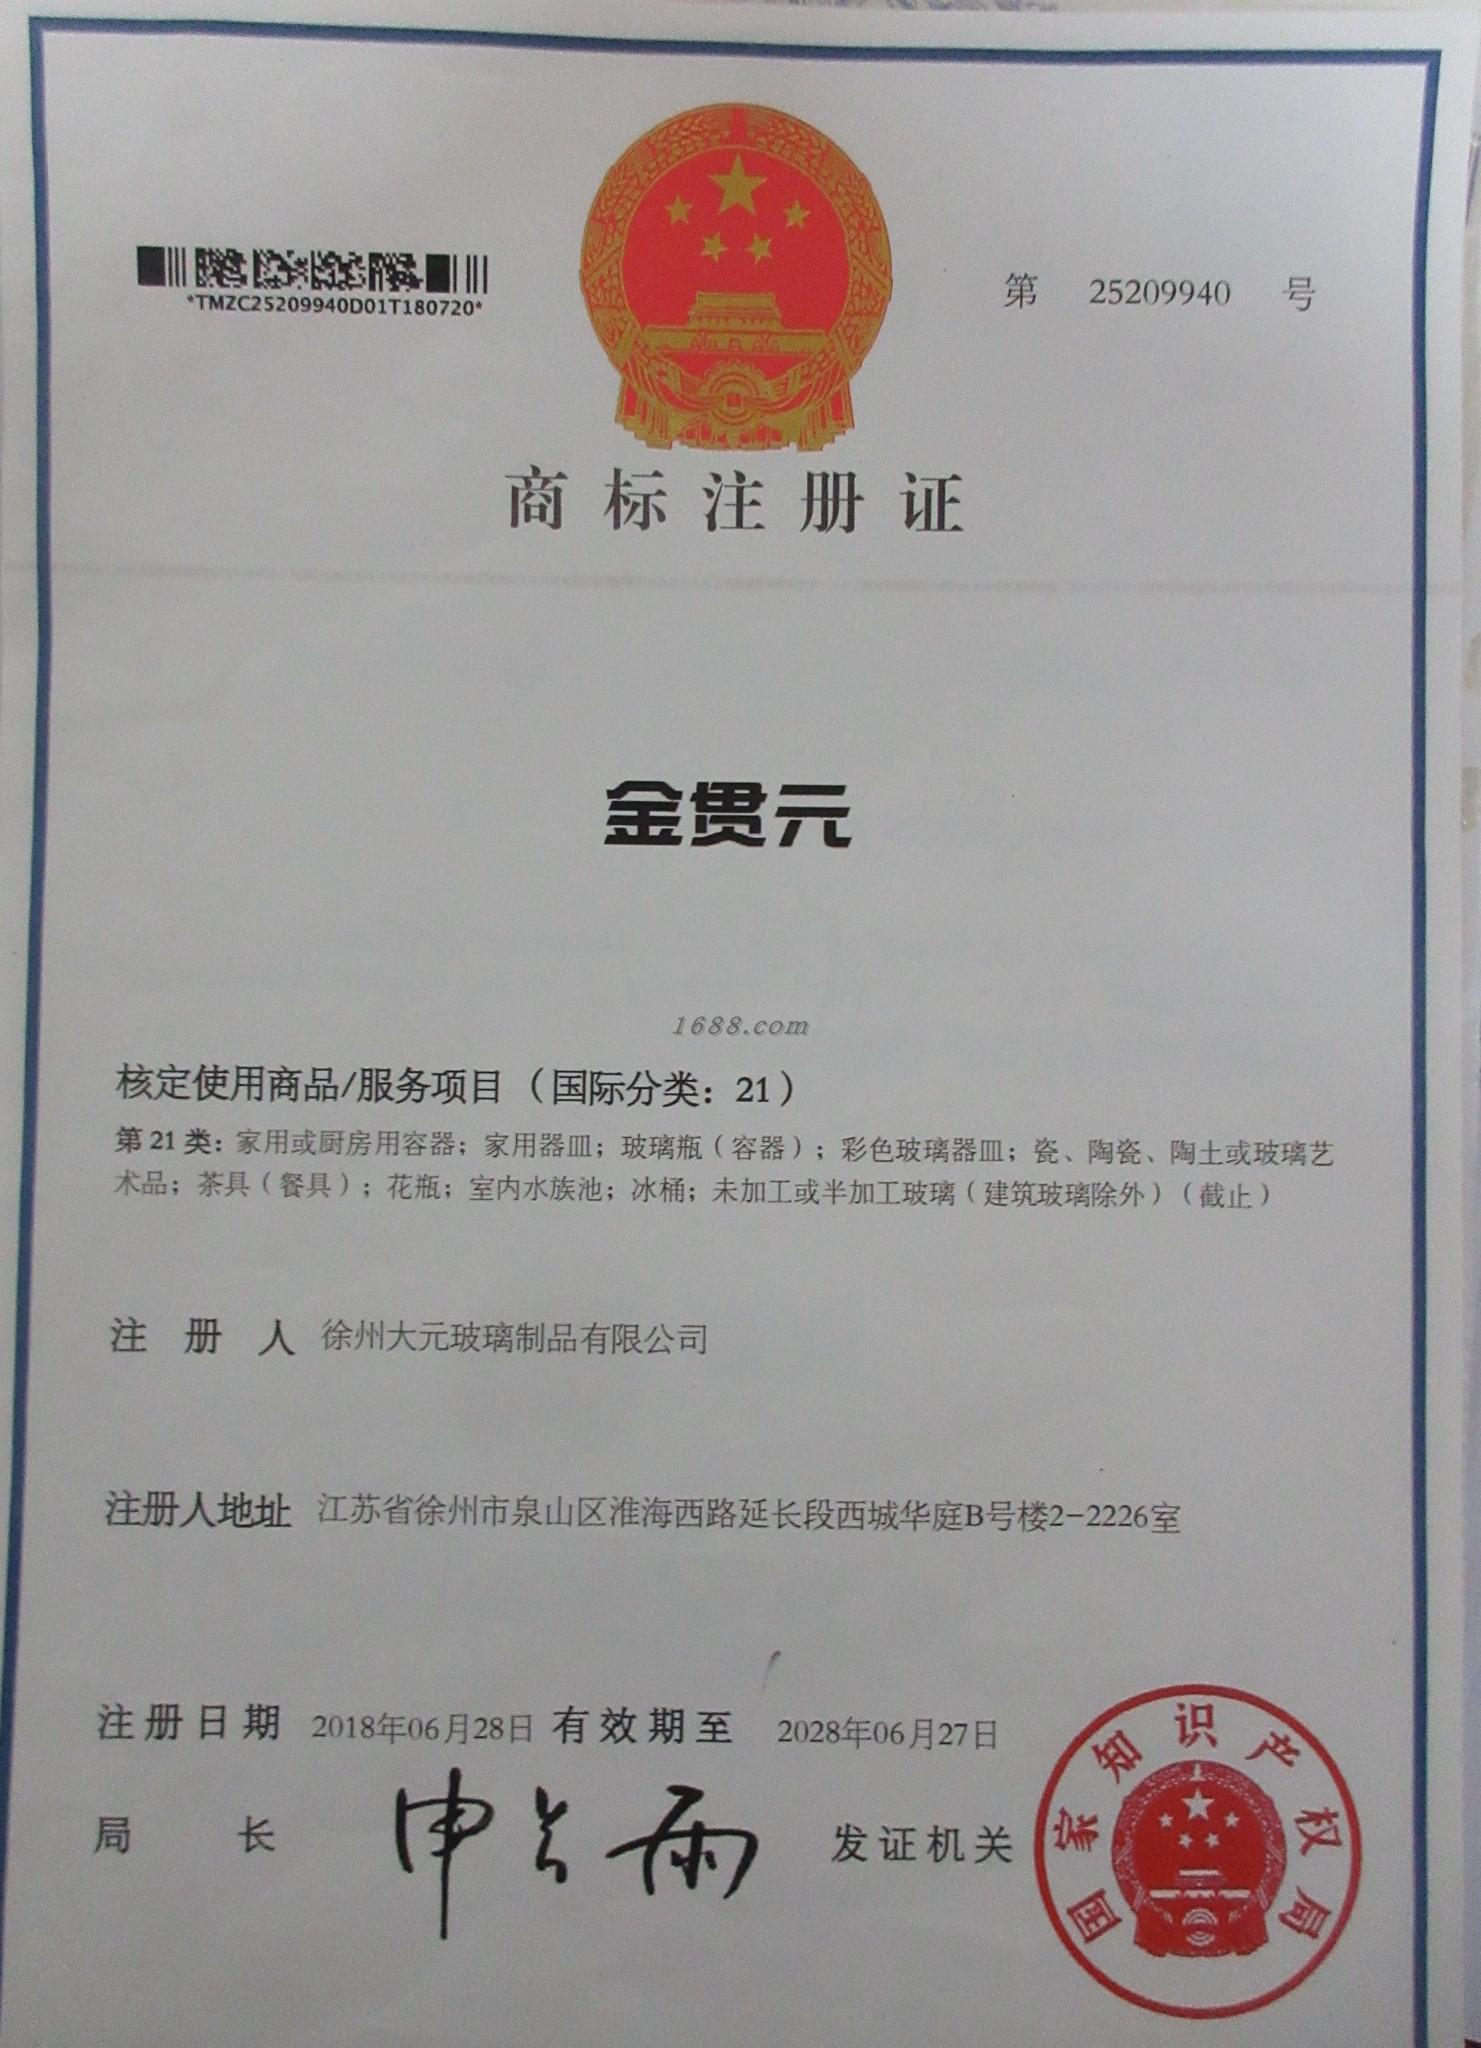 *TMZC25209940D01T180720*
第 25209940 号
商标注册证
金贯元
1688.com
核定使用商品/服务项目（国际分类：21）
第 21 类：家用或厨房用容器；家用器皿；玻璃瓶（容器）；彩色玻璃器皿；瓷、陶瓷、陶土或玻璃艺
术品；茶具（餐具）；花瓶；室内水族池；冰桶；未加工或半加工玻璃（建筑玻璃除外）（截止）
注册人 徐州大元玻璃制品有限公司
注册人地址 江苏省徐州市泉山区淮海西路延长段西城华庭B号楼2-2226室
注册日期 2018年06月28日 有效期至 2028年06月27日
局长 申长雨 发证机关
国家知识产权局